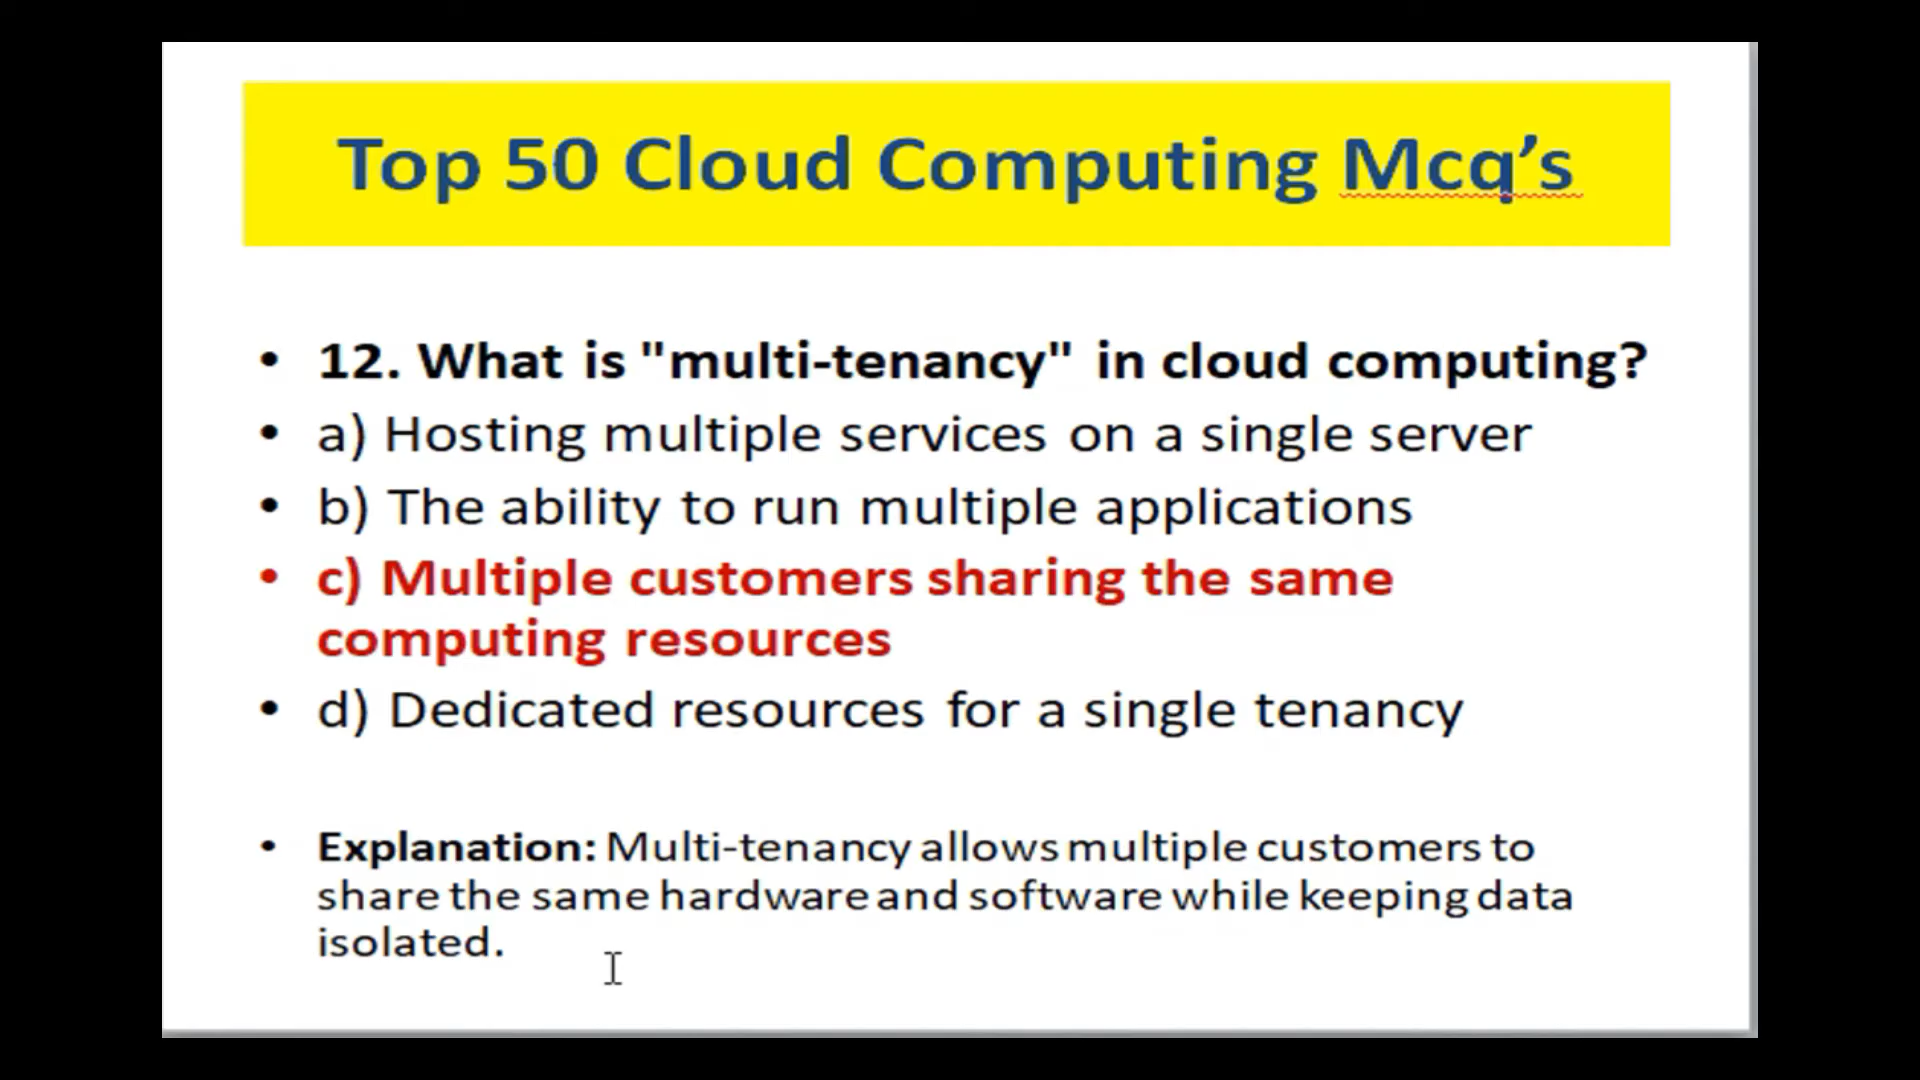 Top 50 Cloud Computing Mcq’s
• 12. What is "multi-tenancy" in cloud computing?
• a) Hosting multiple services on a single server
• b) The ability to run multiple applications
• c) Multiple customers sharing the same
computing resources
• d) Dedicated resources for a single tenancy
• Explanation: Multi-tenancy allows multiple customers to
share the same hardware and software while keeping data
isolated.